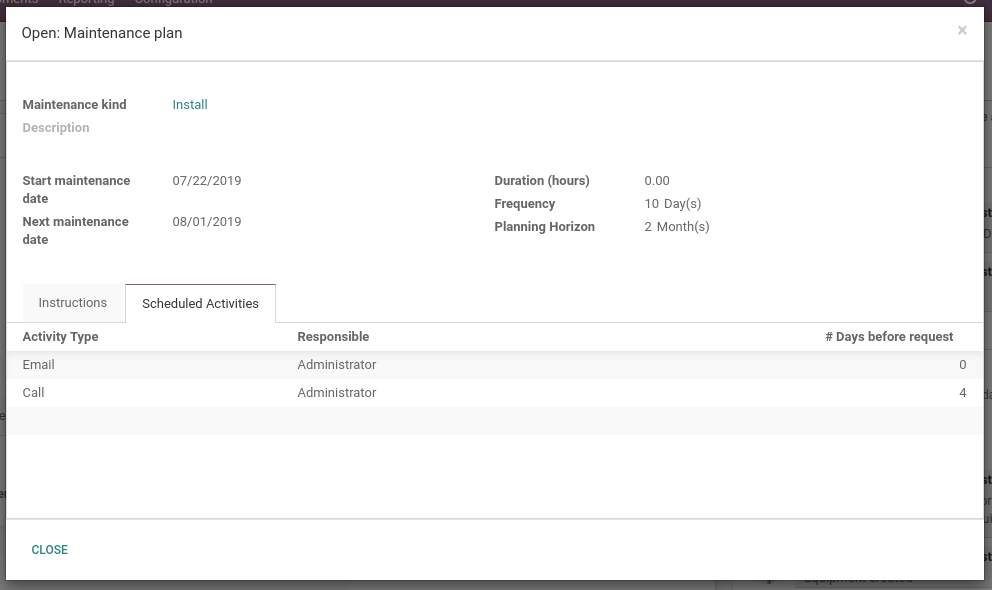 Reporting
Configuration
Open: Maintenance plan
×
Maintenance kind Install
Description
Start maintenance date 07/22/2019
Next maintenance date 08/01/2019
Duration (hours) 0.00
Frequency 10 Day(s)
Planning Horizon 2 Month(s)
Instructions Scheduled Activities
Activity Type Responsible # Days before request
Email Administrator 0
Call Administrator 4
CLOSE